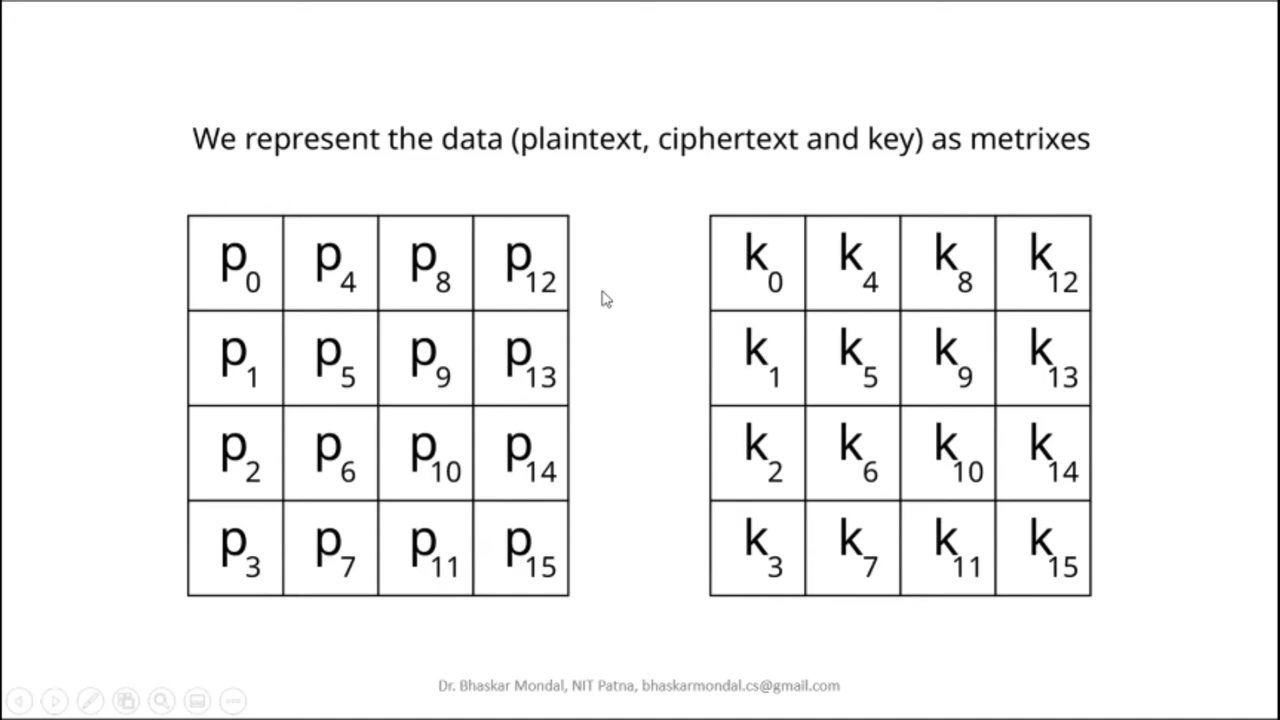 We represent the data (plaintext, ciphertext and key) as metrixes
p0 p4 p8 p12
p1 p5 p9 p13
p2 p6 p10 p14
p3 p7 p11 p15
k0 k4 k8 k12
k1 k5 k9 k13
k2 k6 k10 k14
k3 k7 k11 k15
Dr. Bhaskar Mondal, NIT Patna, bhaskarmondal.cs@gmail.com